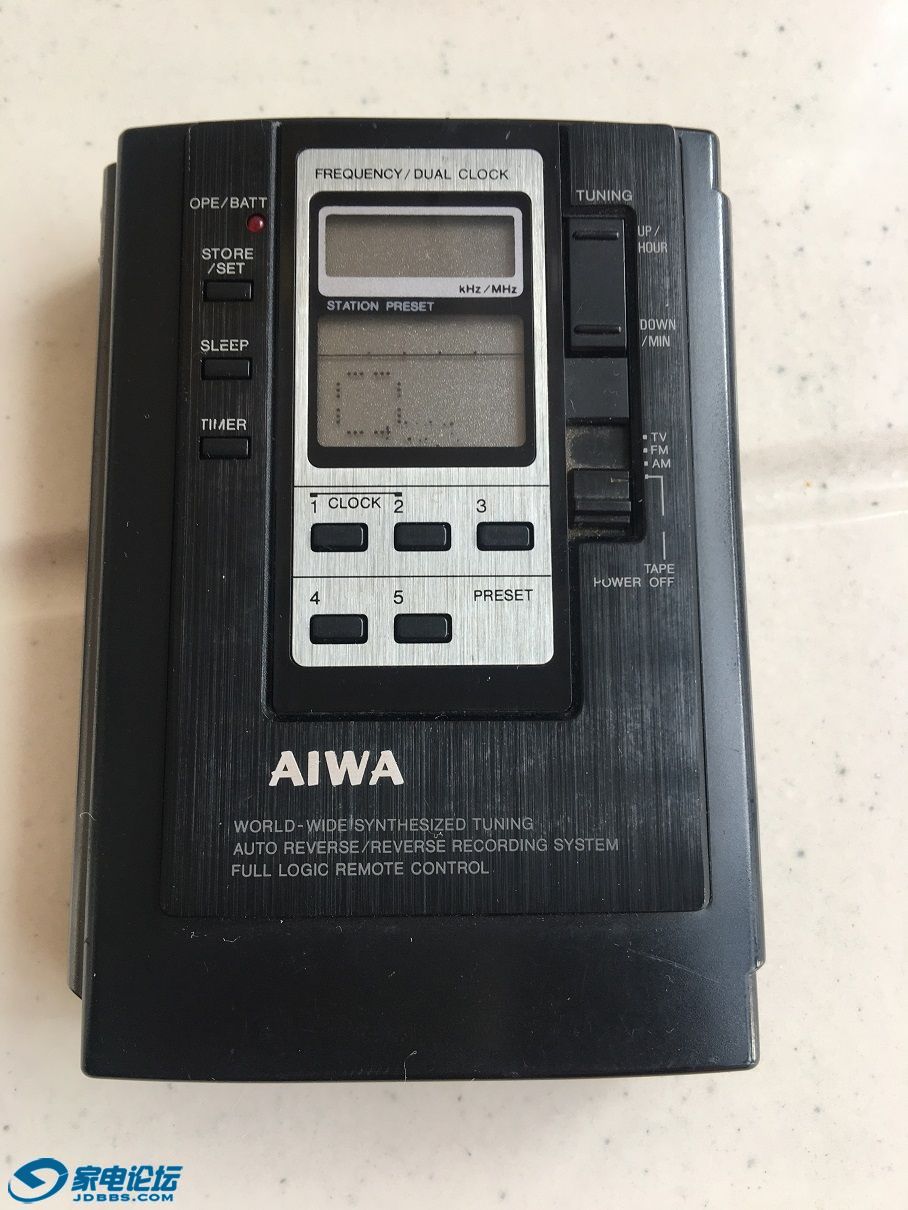 FREQUENCY/DUAL CLOCK
OPE/BATT
TUNING
UP/
HOUR
STORE
/SET
kHz/MHz
STATION PRESET
DOWN
/MIN
SLEEP
TIMER
TV
FM
AM
1 CLOCK 2 3
TAPE
POWER OFF
4 5 PRESET
AIWA
WORLD-WIDE SYNTHESIZED TUNING
AUTO REVERSE/REVERSE RECORDING SYSTEM
FULL LOGIC REMOTE CONTROL
家电论坛
JDBBS.COM